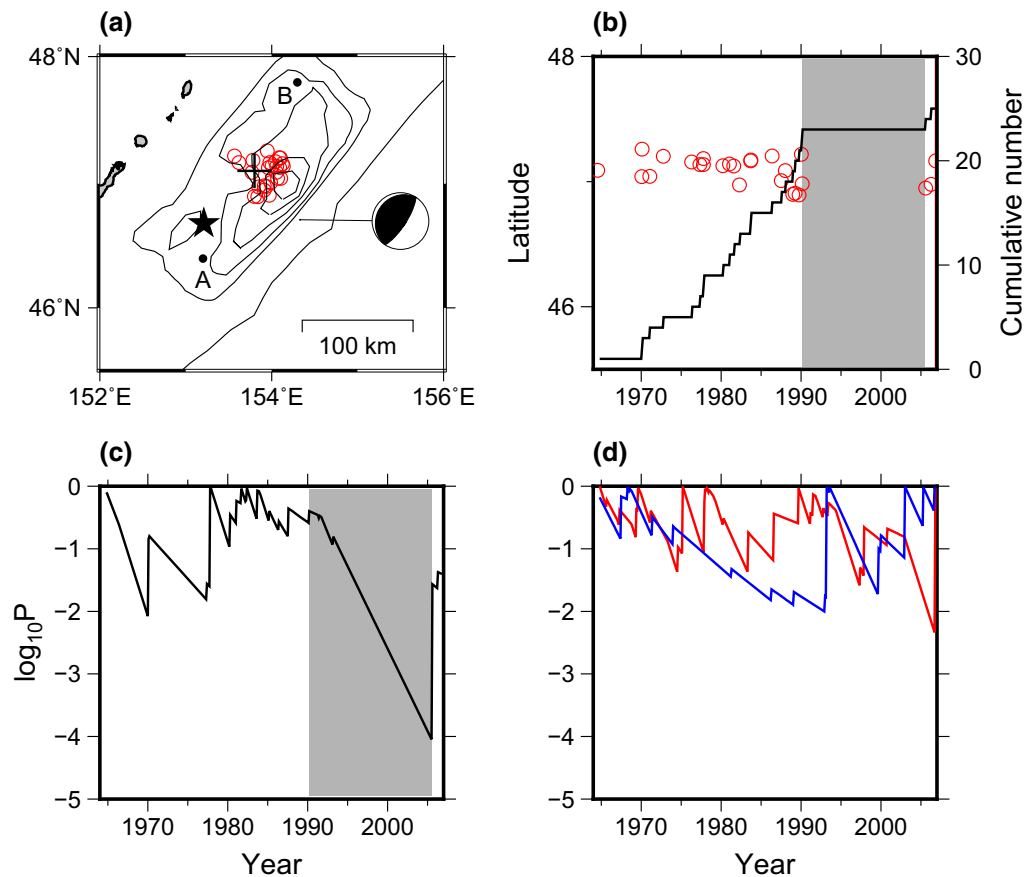 (a)
48˚N
46˚N
152˚E
154˚E
156˚E
B
A
100 km
(b)
48
46
Latitude
30
20
10
0
Cumulative number
1970
1980
1990
2000
(c)
0
−1
−2
−3
−4
−5
log₁₀P
1970
1980
1990
2000
Year
(d)
0
−1
−2
−3
−4
−5
1970
1980
1990
2000
Year